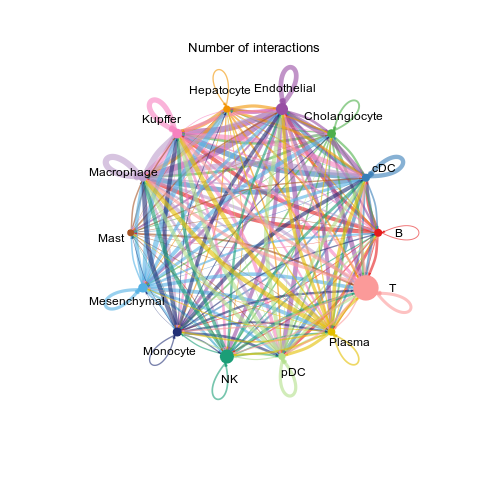 Number of interactions
Hepatocyte
Endothelial
Kupffer
Cholangiocyte
Macrophage
cDC
Mast
B
Mesenchymal
T
Monocyte
Plasma
NK
pDC